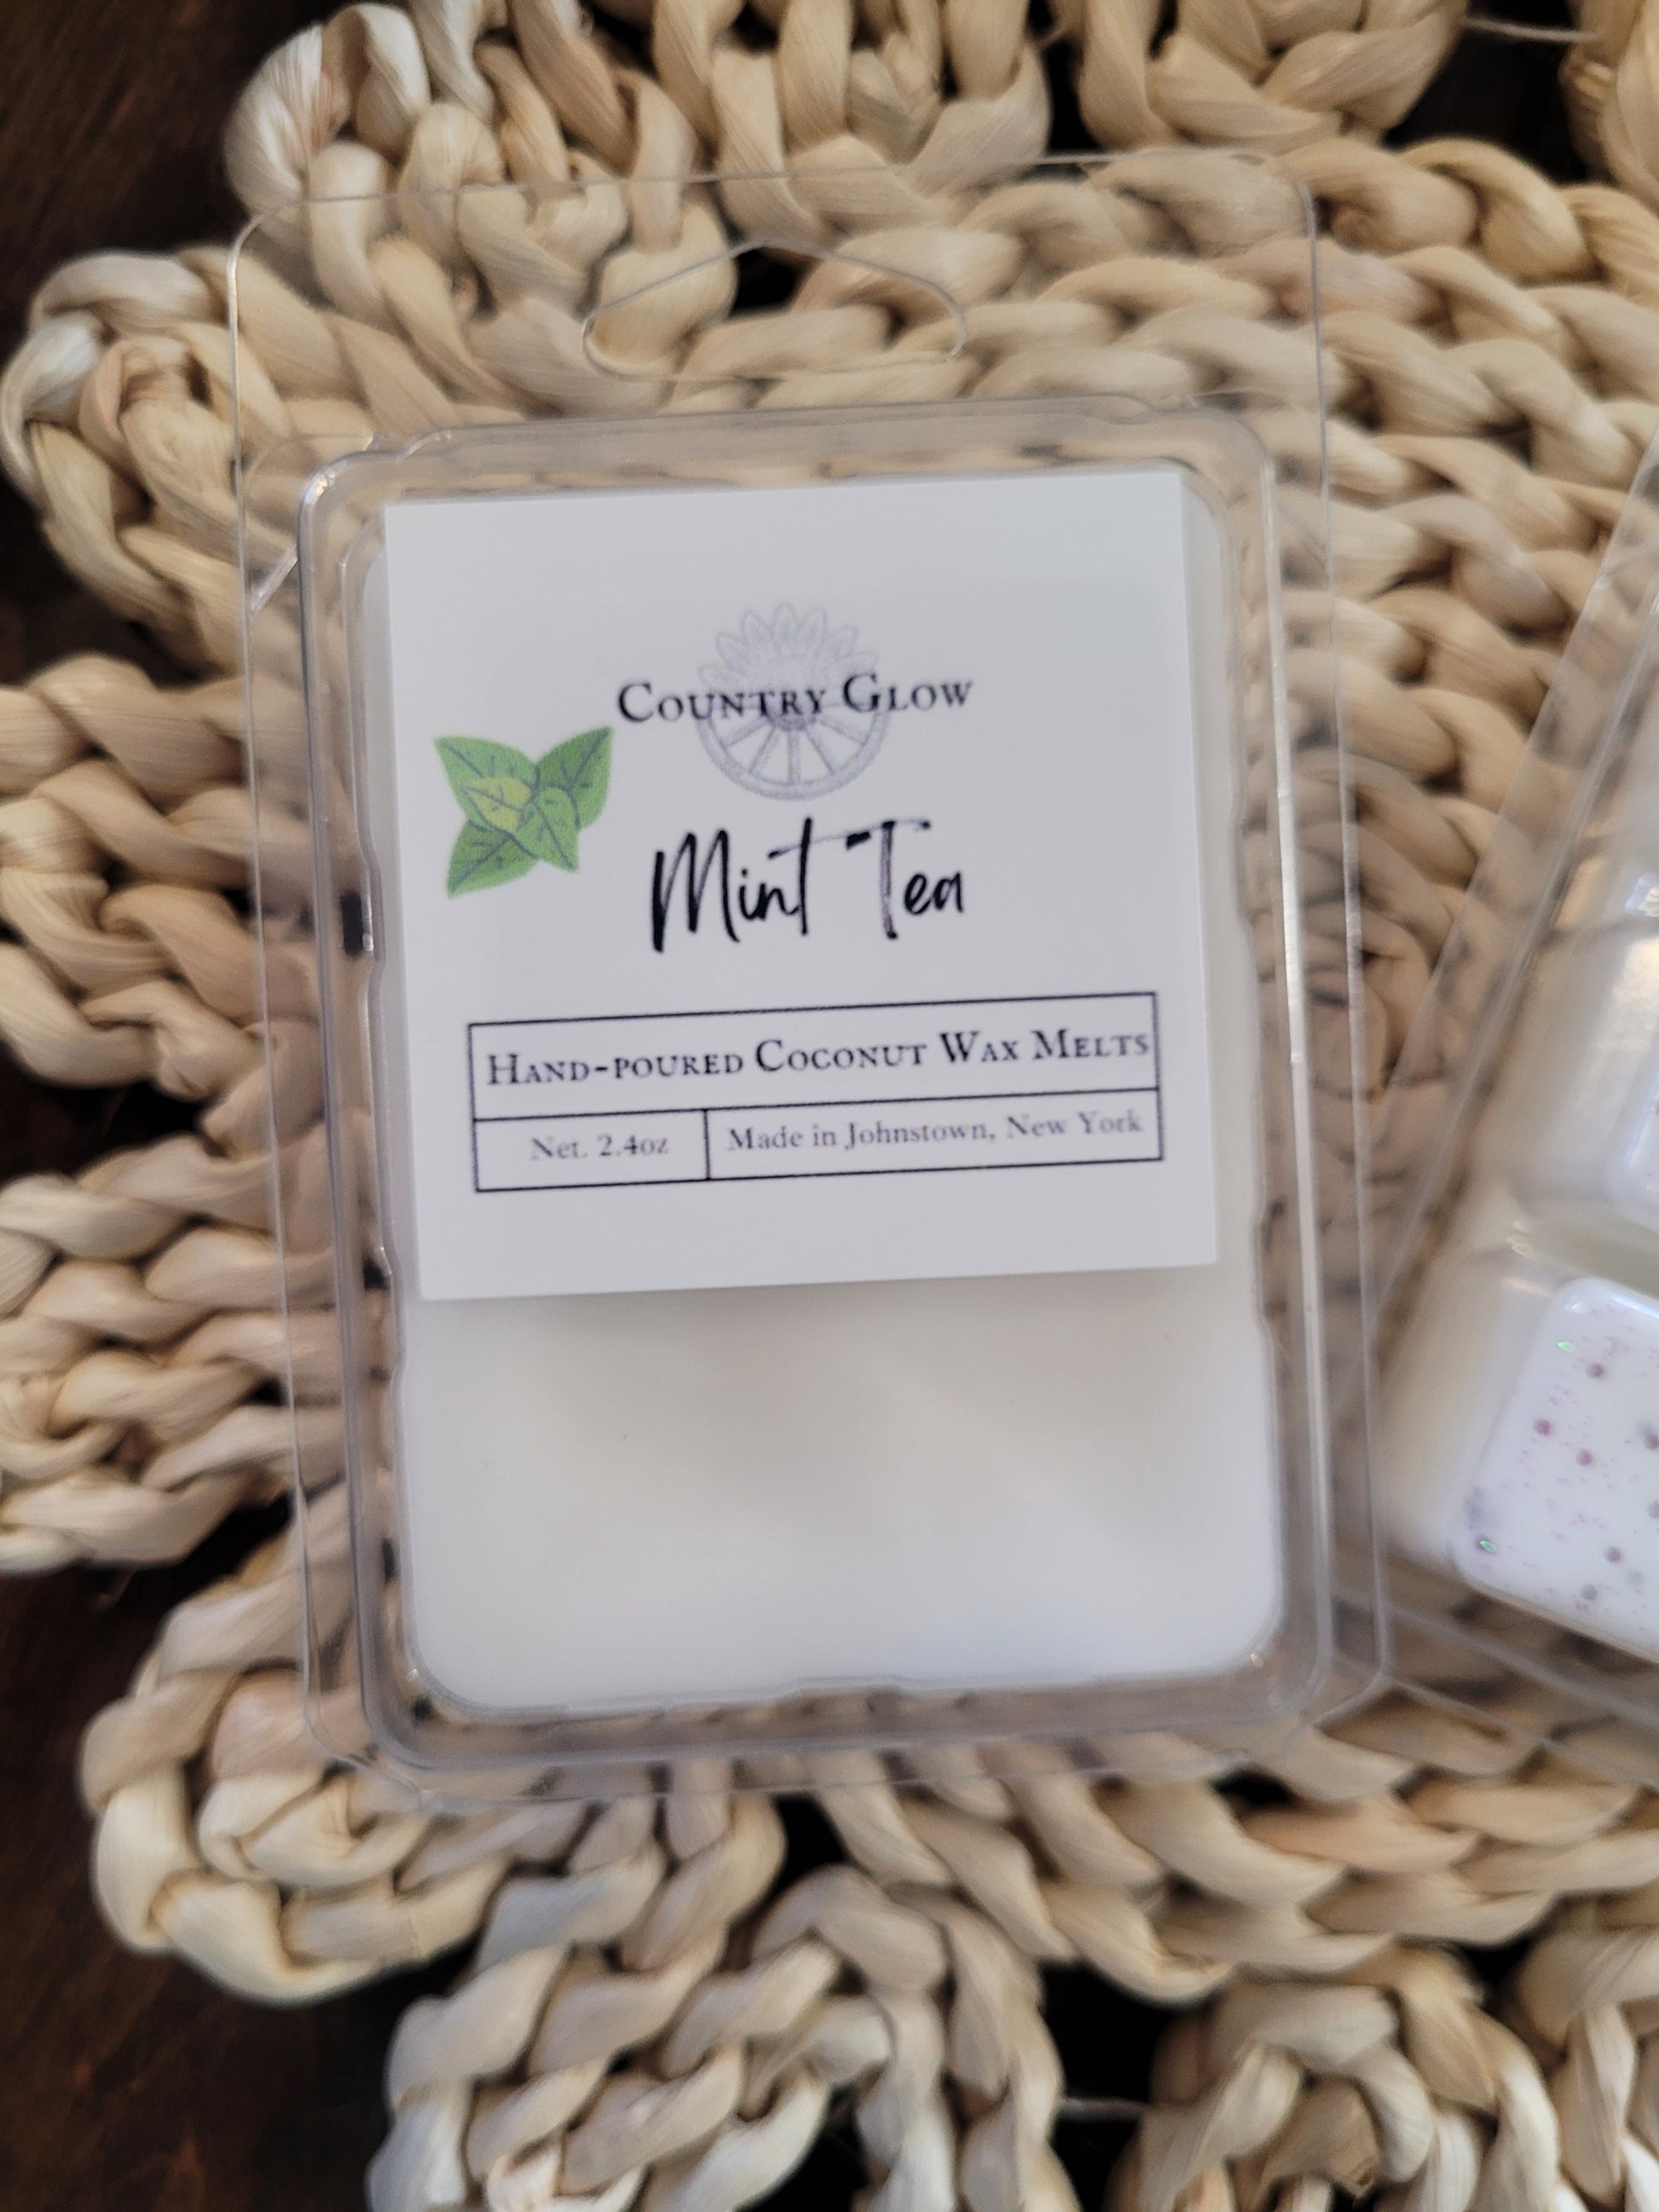 Country Glow
Mint Tea
Hand-poured Coconut Wax Melts
Net. 2.4oz
Made in Johnstown, New York